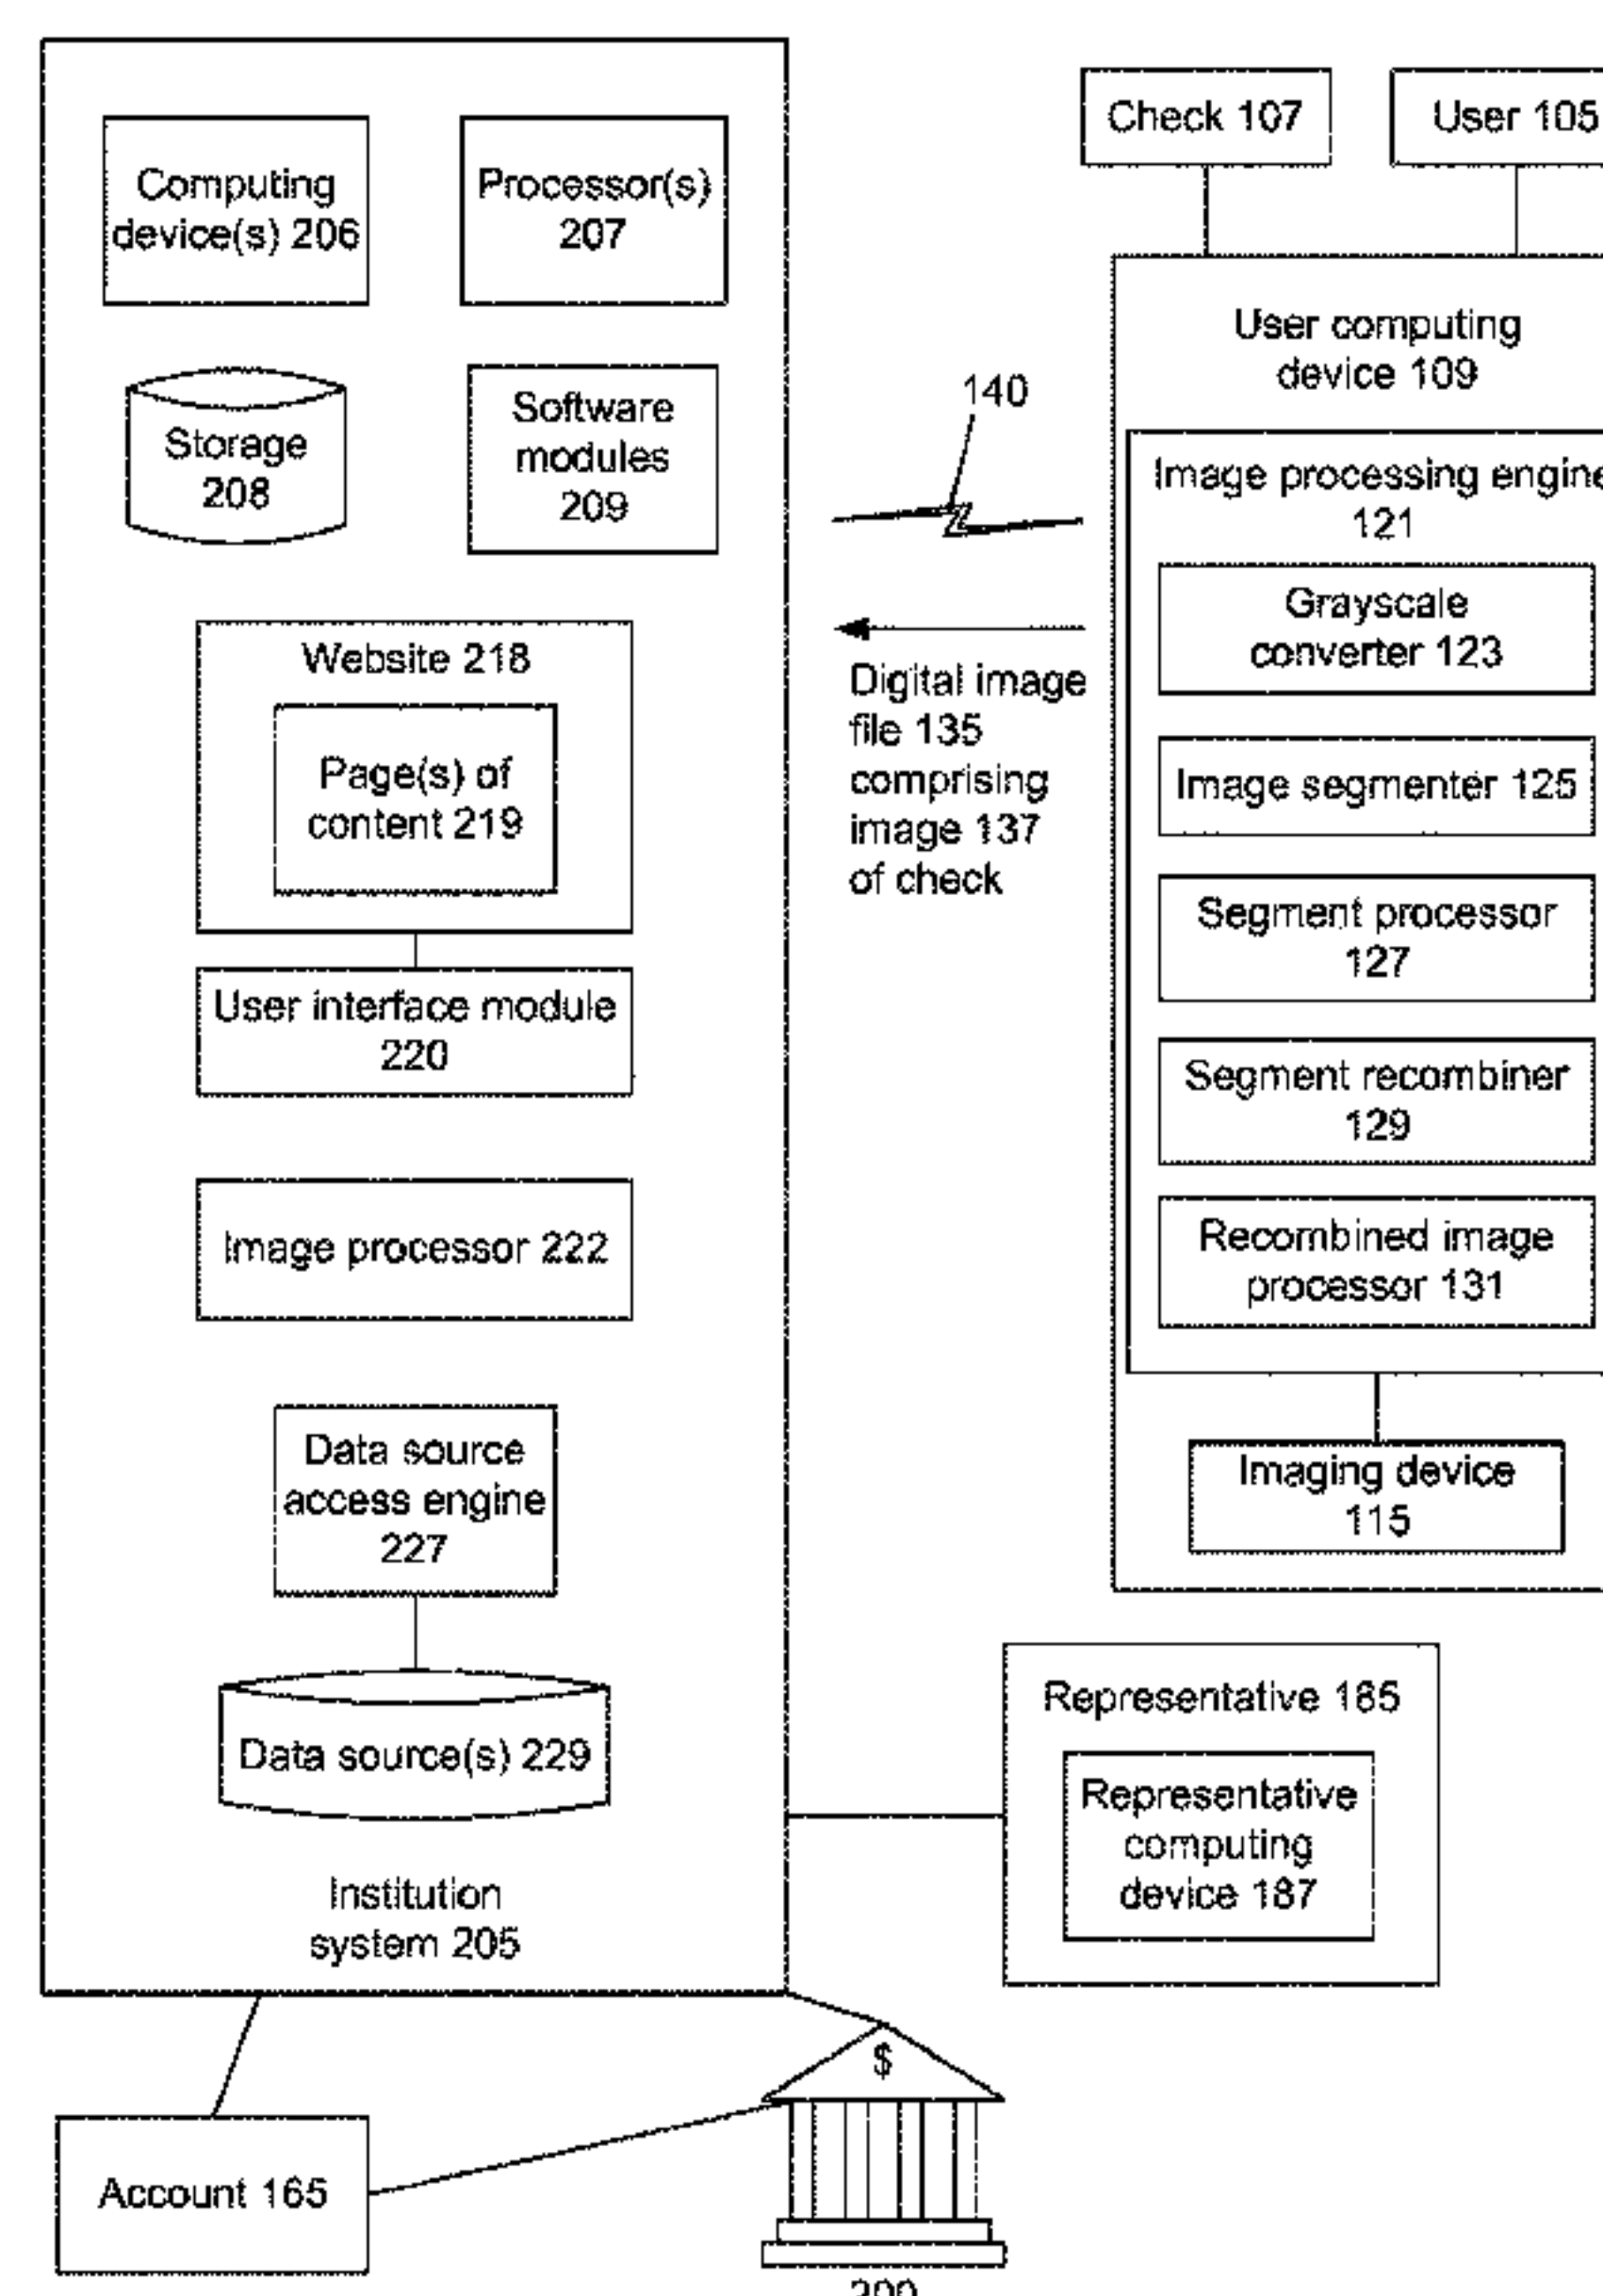 Computing
device(s) 206
Processor(s)
207
Storage
208
Software
modules
209
Website 218
Page(s) of
content 219
User interface module
220
Image processor 222
Data source
access engine
227
Data source(s) 229
Institution
system 205
Account 165
$
140
Digital image
file 135
comprising
image 137
of check
Check 107
User 105
User computing
device 109
Image processing engine
121
Grayscale
converter 123
Image segmenter 125
Segment processor
127
Segment recombiner
129
Recombined image
processor 131
Imaging device
115
Representative 185
Representative
computing
device 187